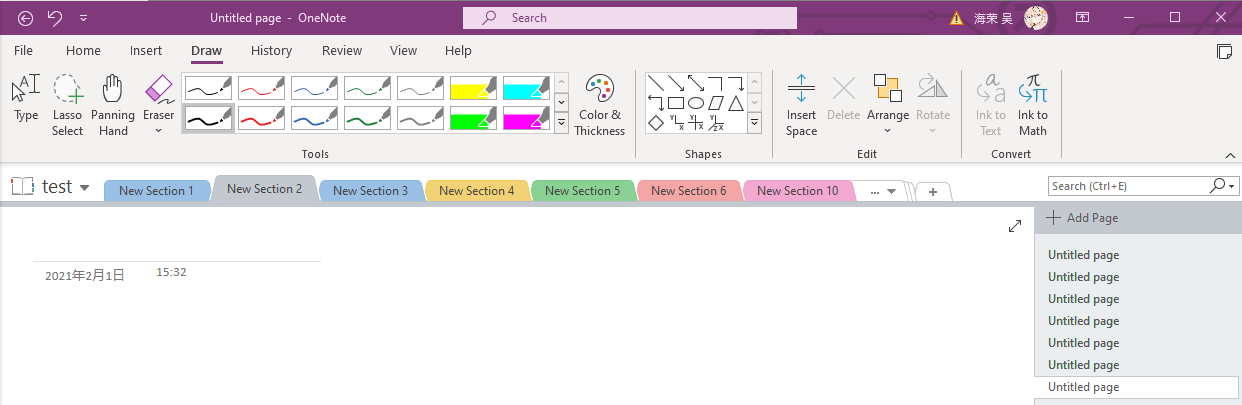 Untitled page - OneNote
Search
海荣 吴
File Home Insert Draw History Review View Help
Type
Lasso Select
Panning Hand
Eraser
Color & Thickness
Insert Space
Delete
Arrange
Rotate
Ink to Text
Ink to Math
Tools Shapes Edit Convert
test New Section 1 New Section 2 New Section 3 New Section 4 New Section 5 New Section 6 New Section 10 ... Search (Ctrl+E)
Add Page
2021年2月1日 15:32
Untitled page
Untitled page
Untitled page
Untitled page
Untitled page
Untitled page
Untitled page